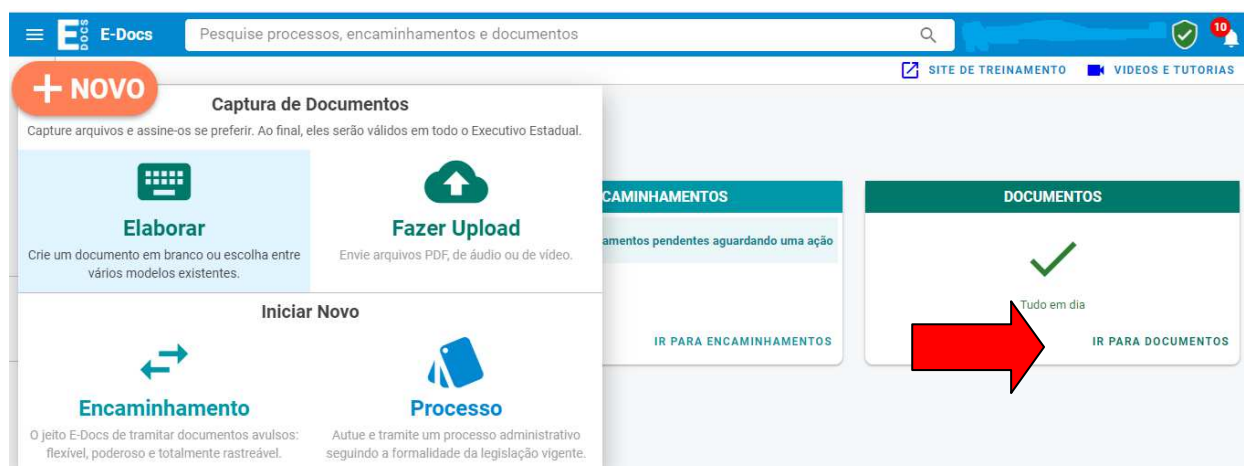 E-DOCS E-Docs Pesquise processos, encaminhamentos e documentos 10
SITE DE TREINAMENTO VIDEOS E TUTORIAS
+ NOVO
Captura de Documentos
Capture arquivos e assine-os se preferir. Ao final, eles serão válidos em todo o Executivo Estadual.
Elaborar
Crie um documento em branco ou escolha entre
vários modelos existentes.
Fazer Upload
Envie arquivos PDF, de áudio ou de vídeo.
Iniciar Novo
Encaminhamento
O jeito E-Docs de tramitar documentos avulsos:
flexível, poderoso e totalmente rastreável.
Processo
Autue e tramite um processo administrativo
seguindo a formalidade da legislação vigente.
CAMINHAMENTOS
amentos pendentes aguardando uma ação
IR PARA ENCAMINHAMENTOS
DOCUMENTOS
Tudo em dia
IR PARA DOCUMENTOS